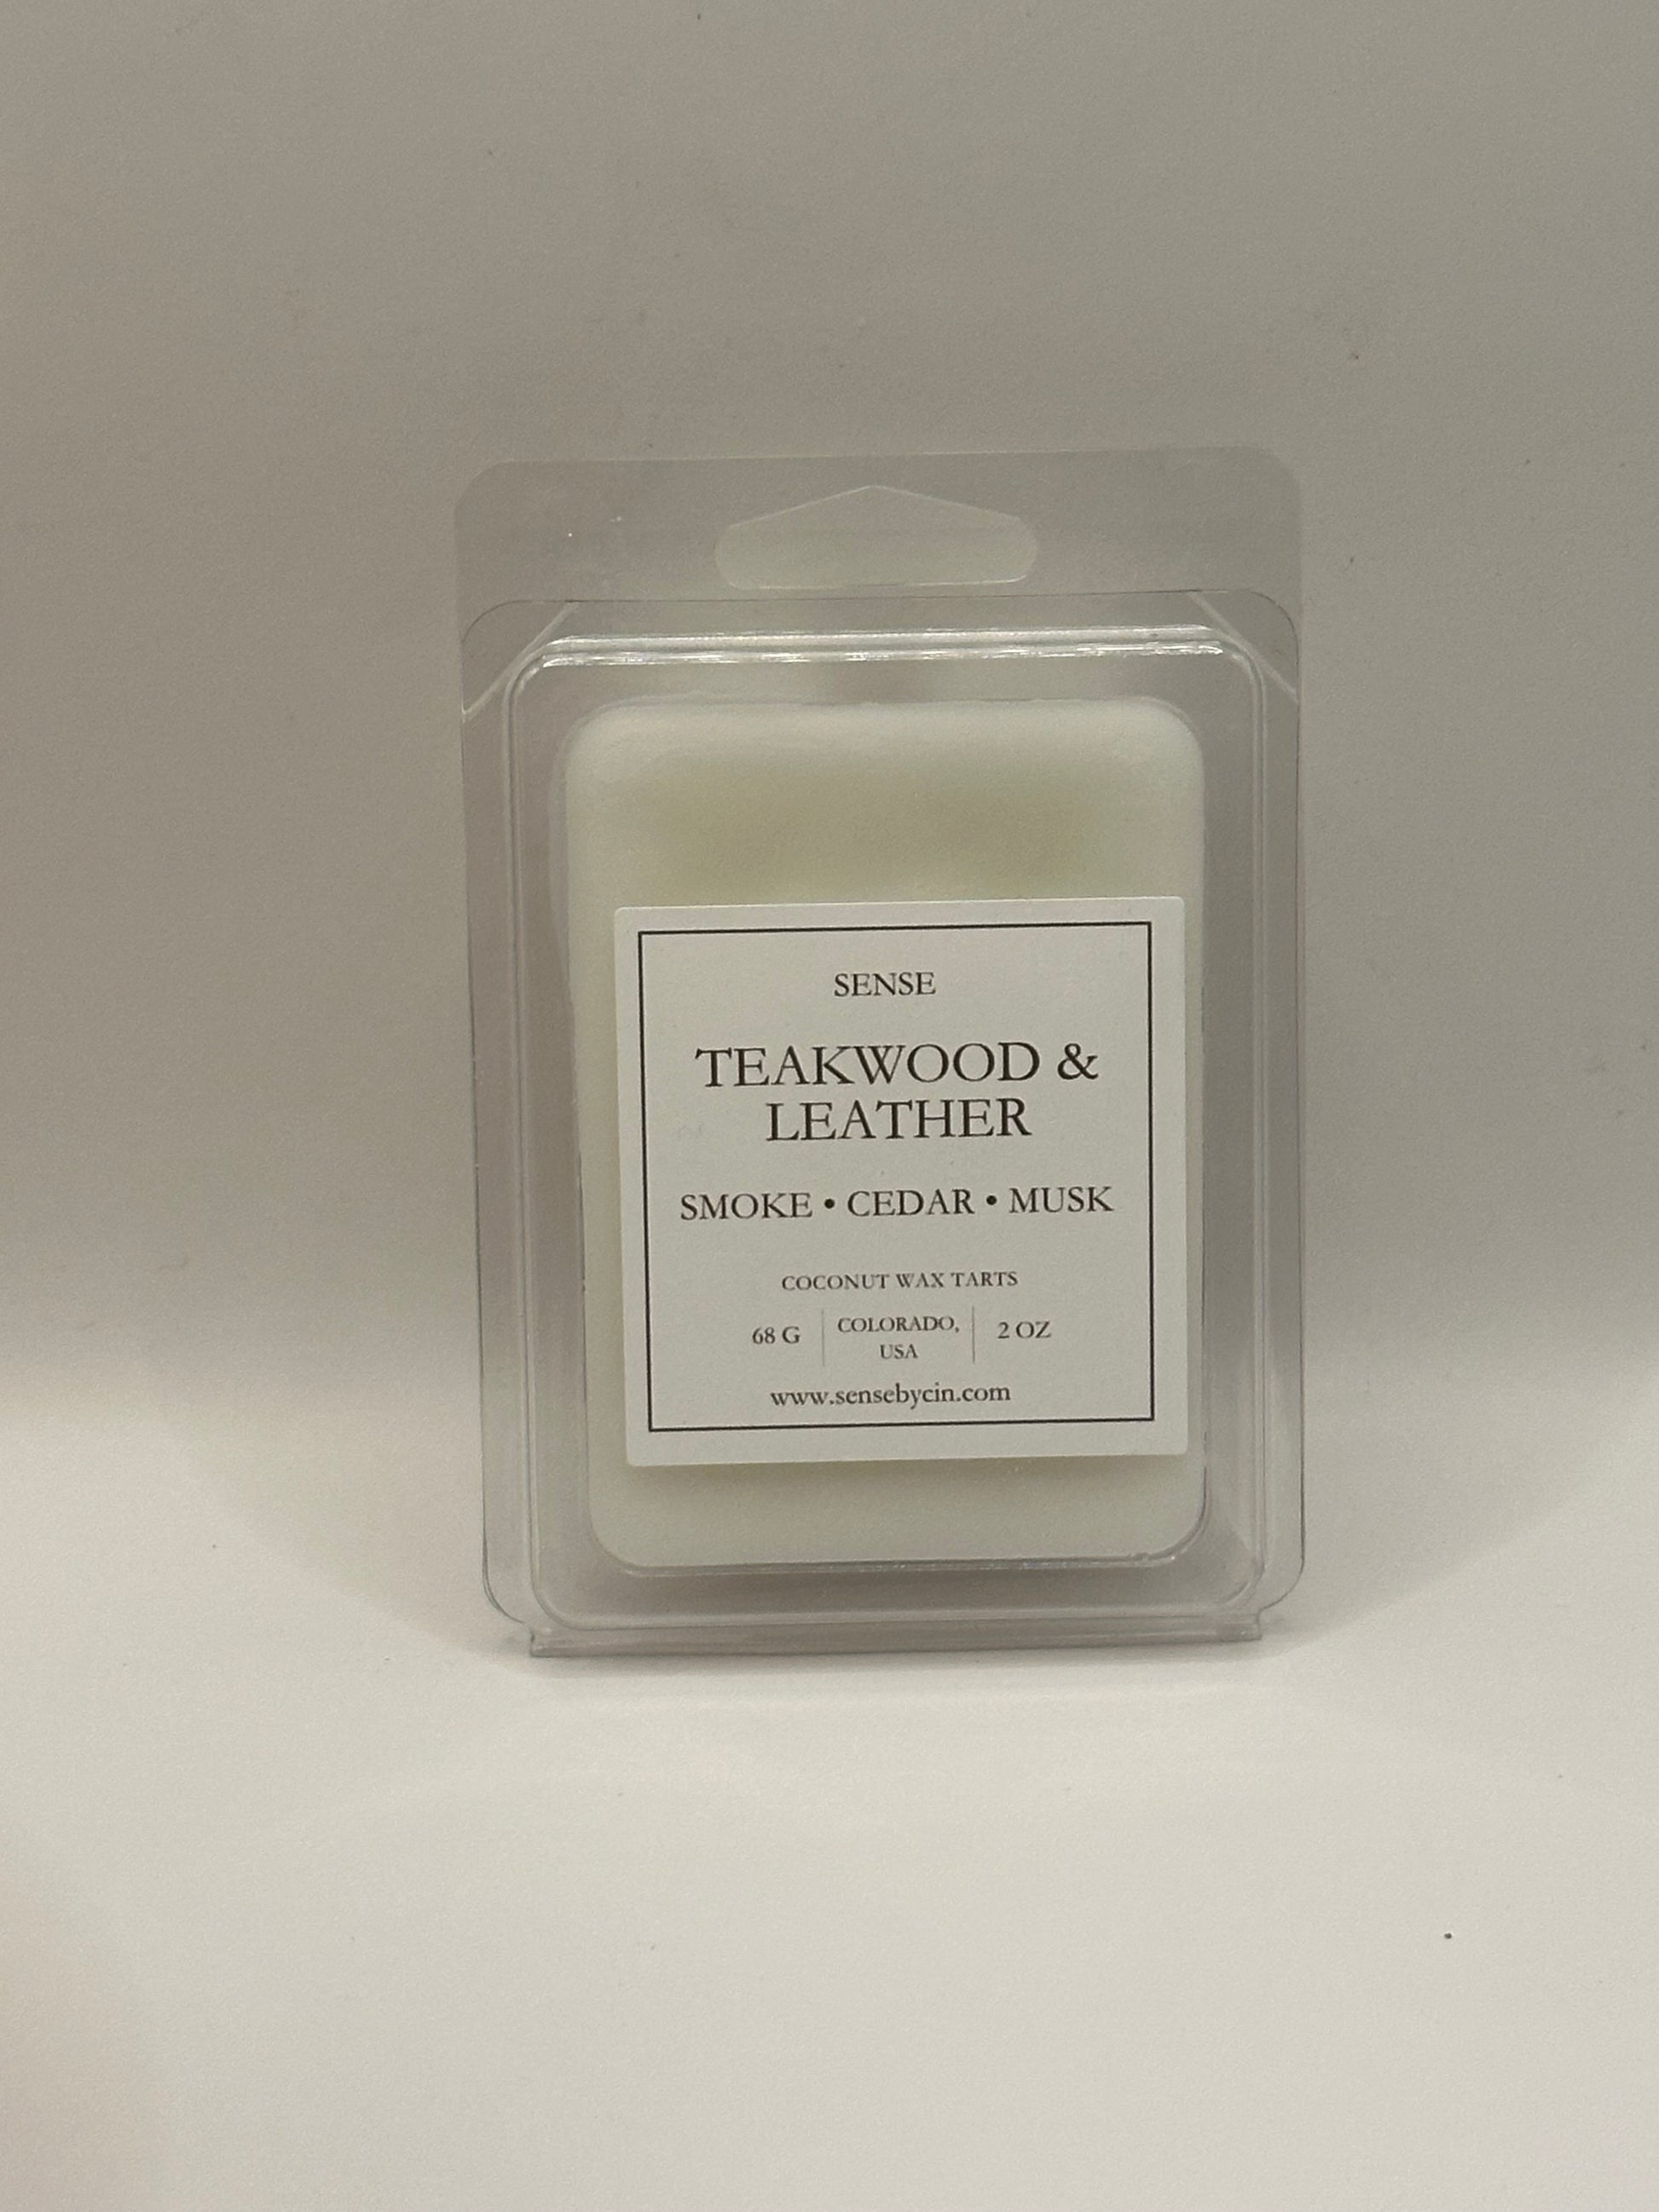 SENSE
TEAKWOOD &
LEATHER
SMOKE • CEDAR • MUSK
COCONUT WAX TARTS
68 G | COLORADO, USA | 2 OZ
www.sensebycin.com